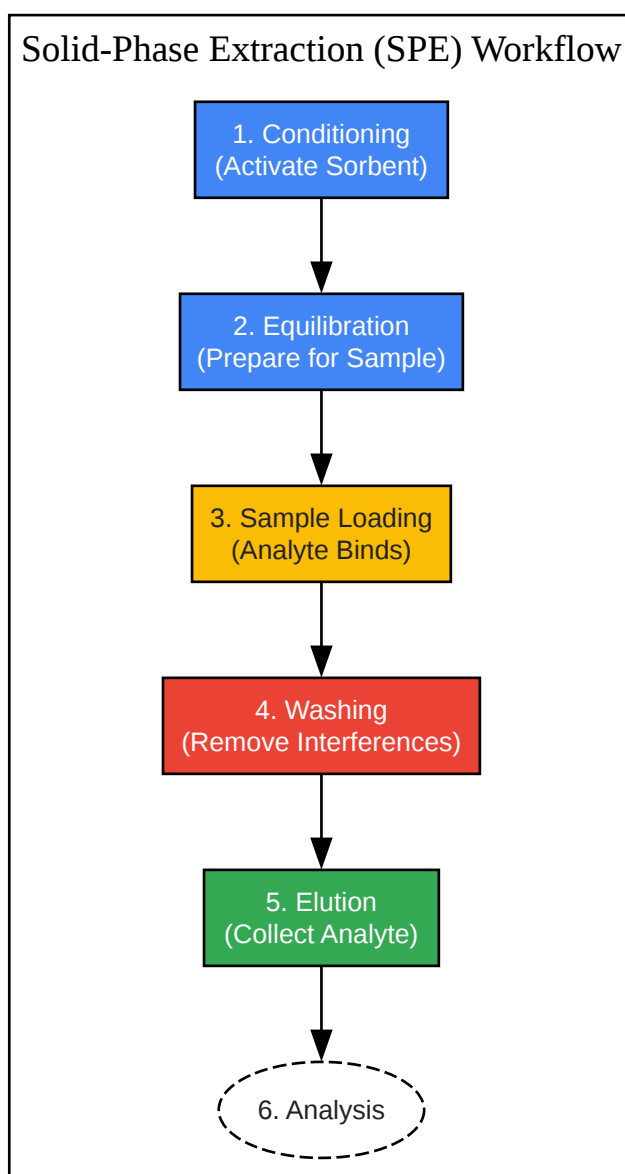 Solid-Phase Extraction (SPE) Workflow
1. Conditioning
(Activate Sorbent)
2. Equilibration
(Prepare for Sample)
3. Sample Loading
(Analyte Binds)
4. Washing
(Remove Interferences)
5. Elution
(Collect Analyte)
6. Analysis